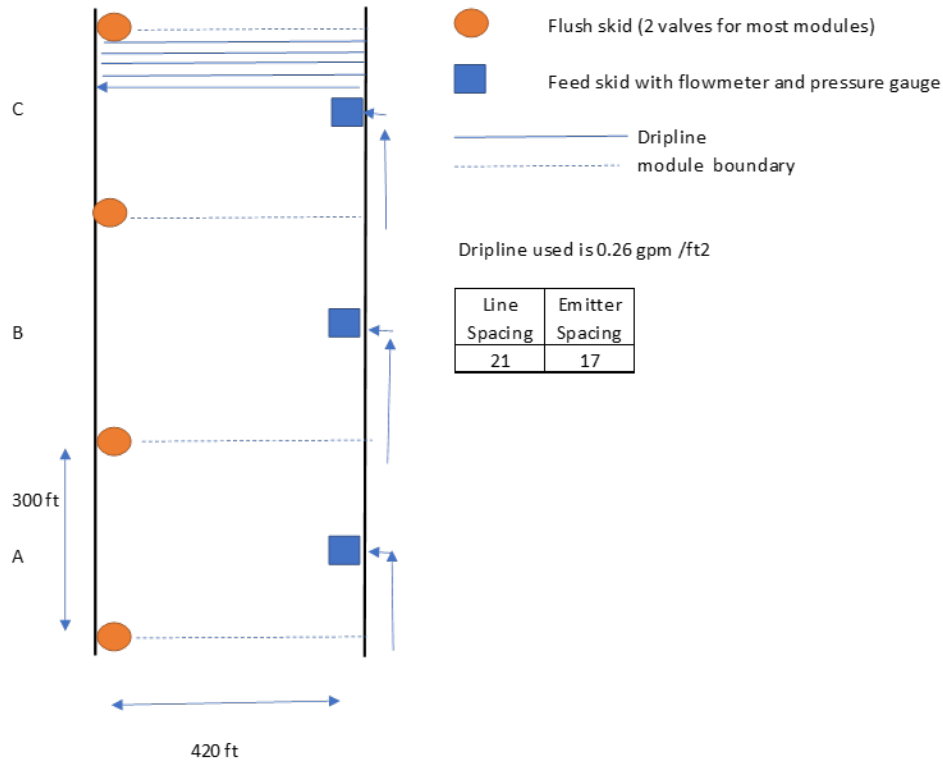 Flush skid (2 valves for most modules)
Feed skid with flowmeter and pressure gauge
C
Dripline
module boundary
Dripline used is 0.26 gpm /ft2
Line Spacing
Emitter Spacing
21
17
B
300 ft
A
420 ft